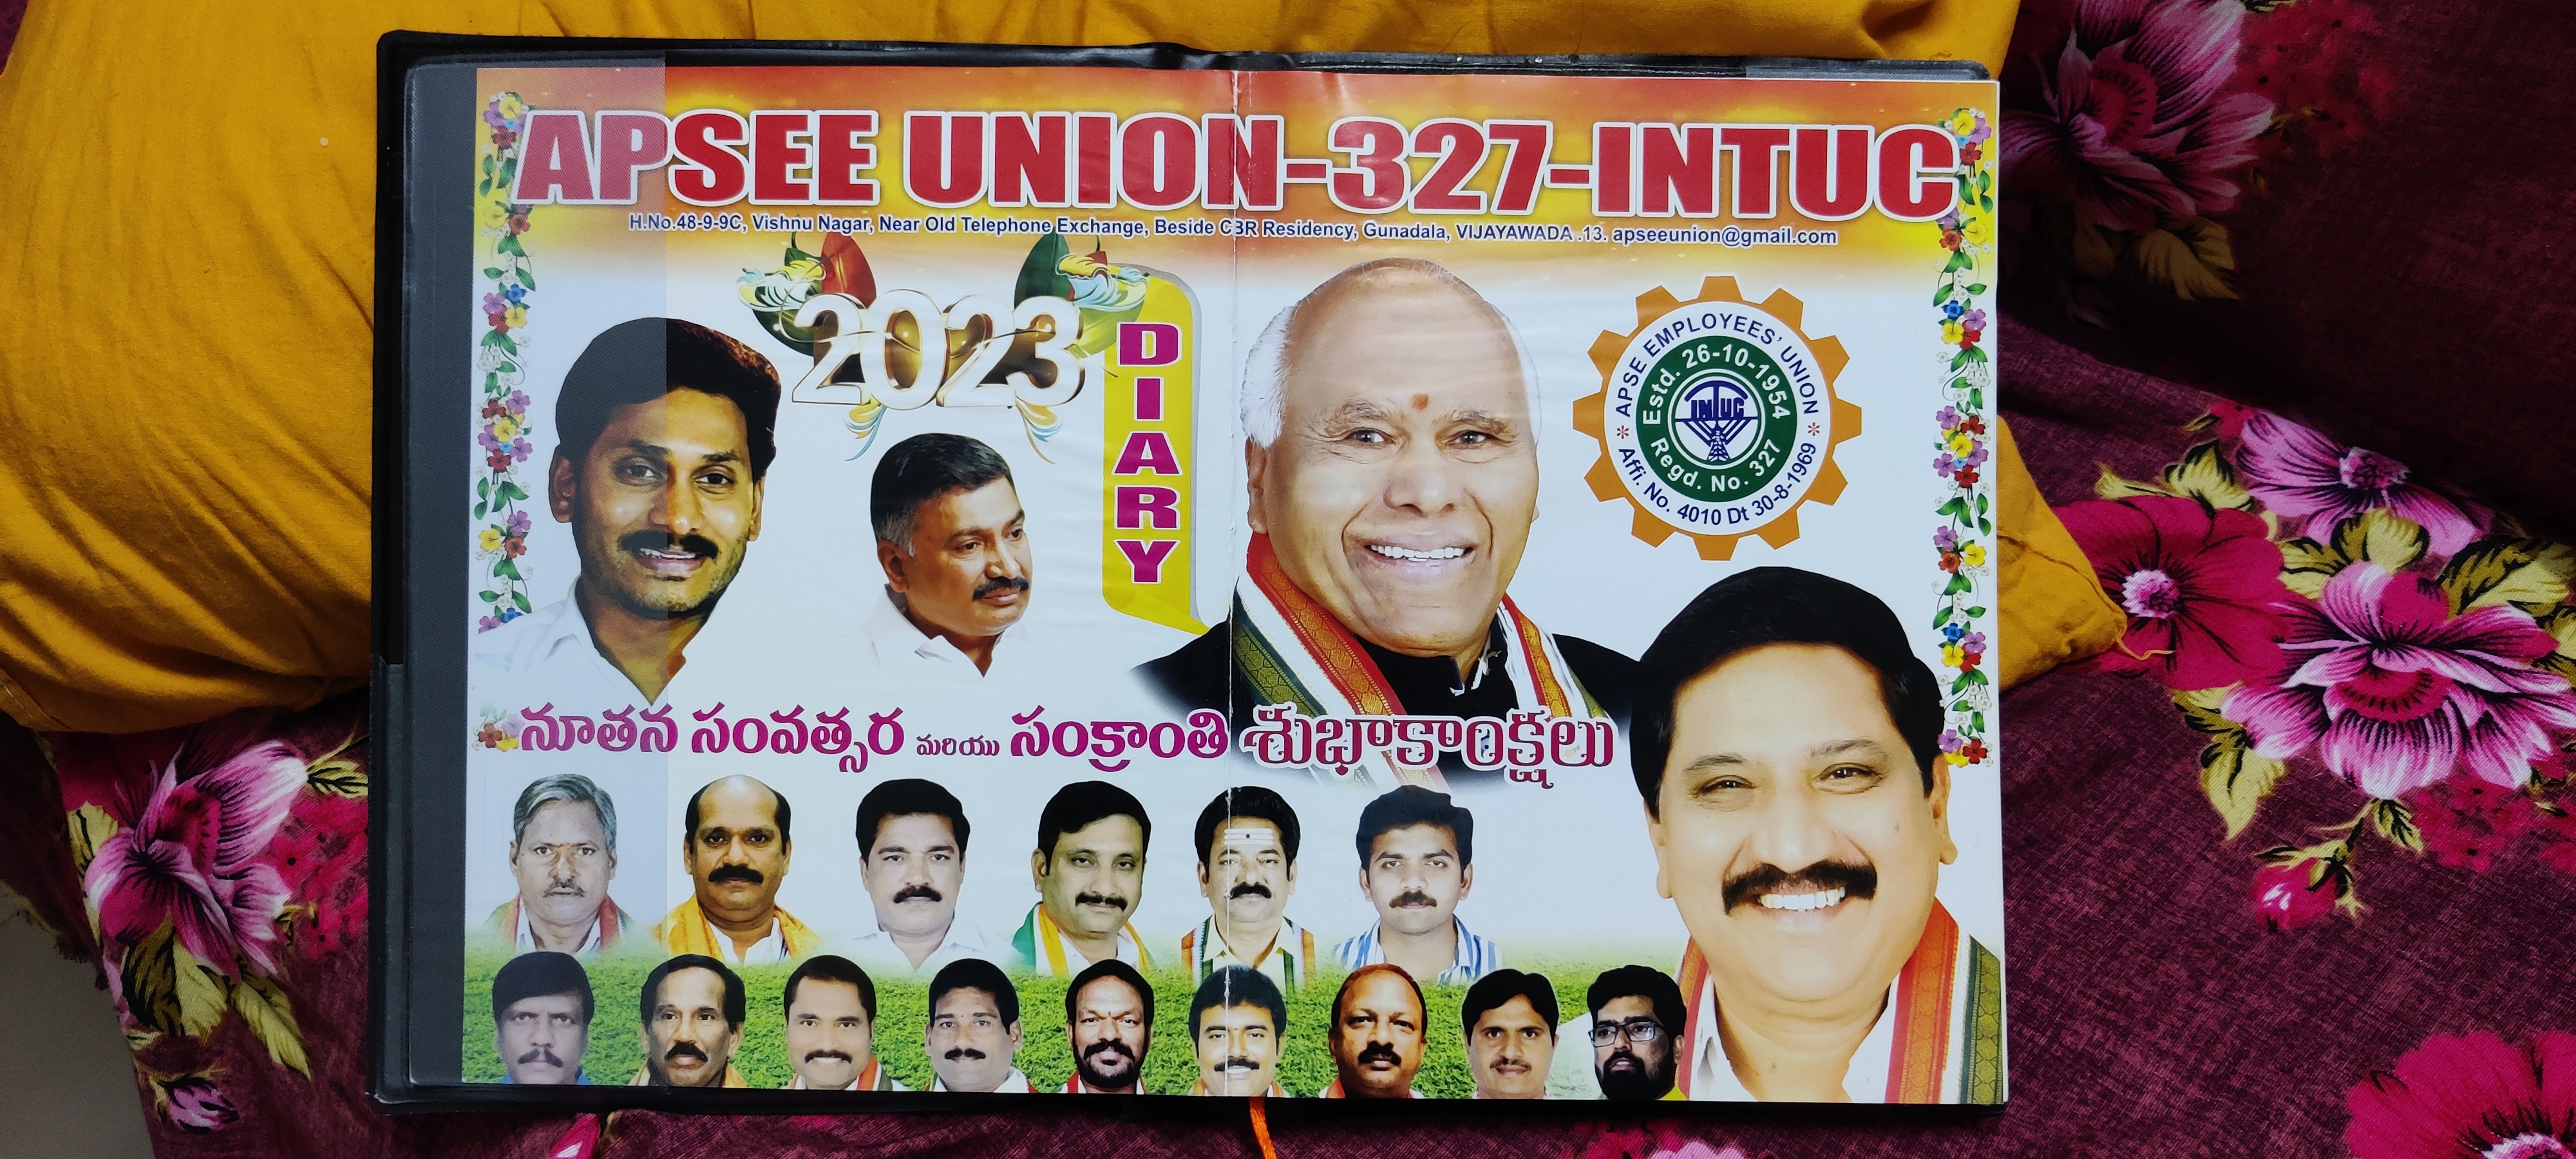 APSEE UNION-327-INTUC
H.No.48-9-9C, Vishnu Nagar, Near Old Telephone Exchange, Beside CBR Residency, Gunadala, VIJAYAWADA .13. apseeunion@gmail.com
2023
DIARY
APSE EMPLOYEES' UNION
Estd. 26-10-1954
INTUC
Regd. No. 327
* Affi. No. 4010 Dt 30-8-1969 *
నూతన సంవత్సర మరియు సంక్రాంతి శుభాకాంక్షలు